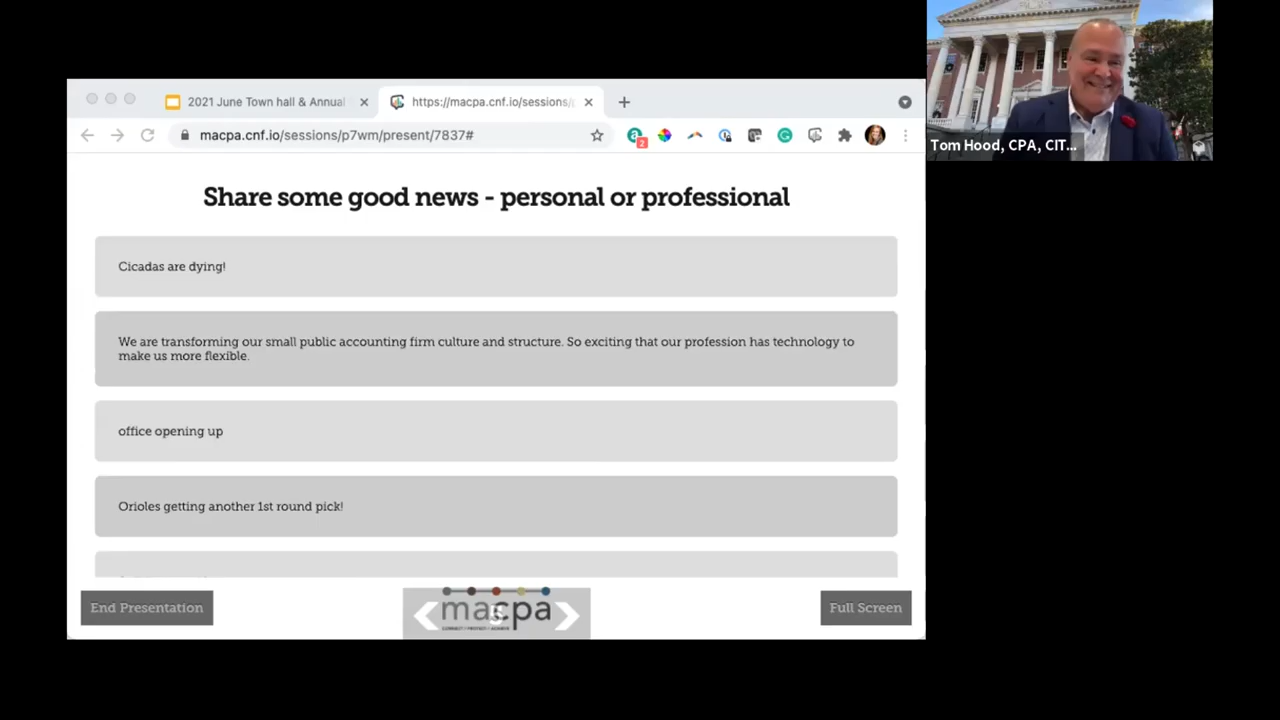 2021 June Town hall & Annual
https://macpa.cnf.io/sessions/
macpa.cnf.io/sessions/p7wm/present/7837#
2
Tom Hood, CPA, CIT...
Share some good news - personal or professional
Cicadas are dying!
We are transforming our small public accounting firm culture and structure. So exciting that our profession has technology to
make us more flexible.
office opening up
Orioles getting another 1st round pick!
End Presentation
macpa
Full Screen